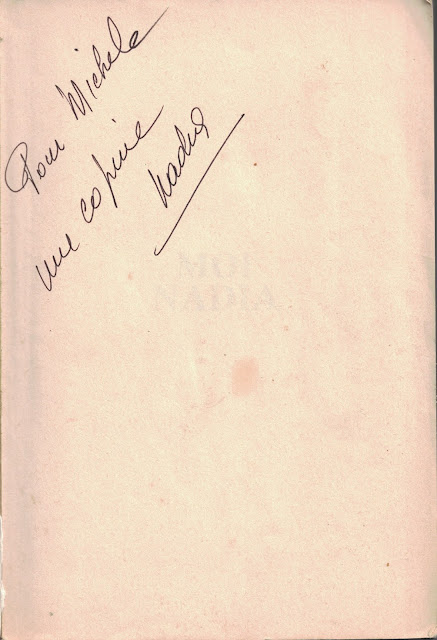 Pour Michele
une copine
Nadia
MOI
NADIA